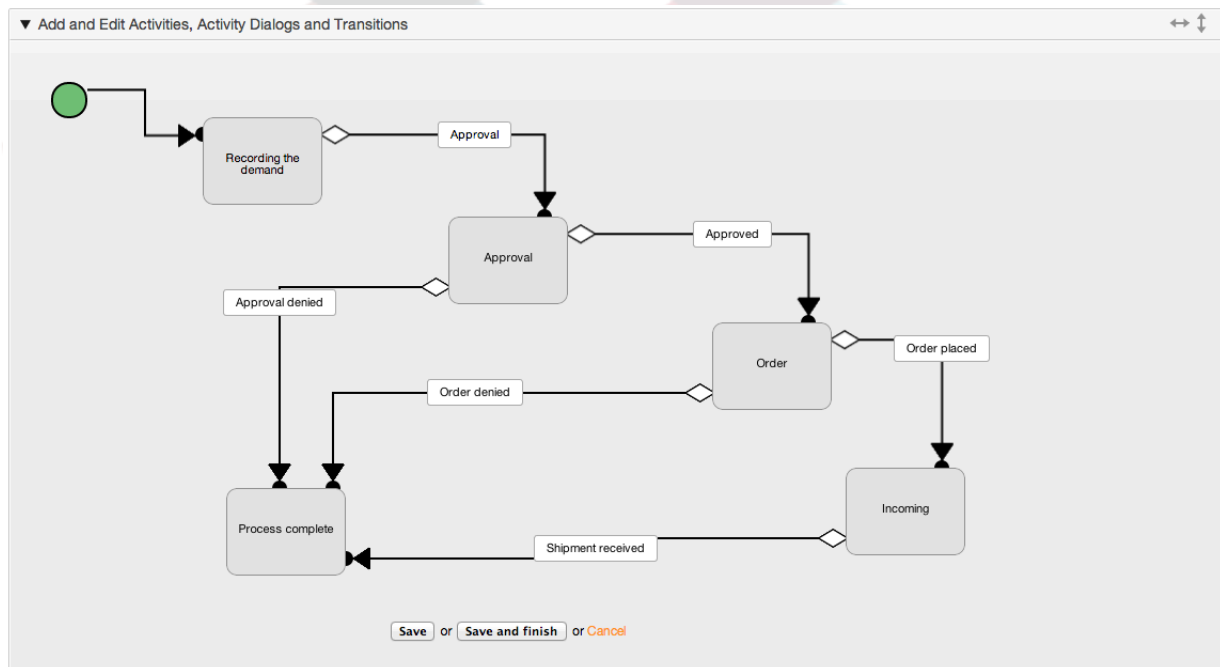 ▼ Add and Edit Activities, Activity Dialogs and Transitions
Recording the
demand
Approval
Approval
Approved
Approval denied
Order
Order placed
Order denied
Process complete
Incoming
Shipment received
Save or Save and finish or Cancel